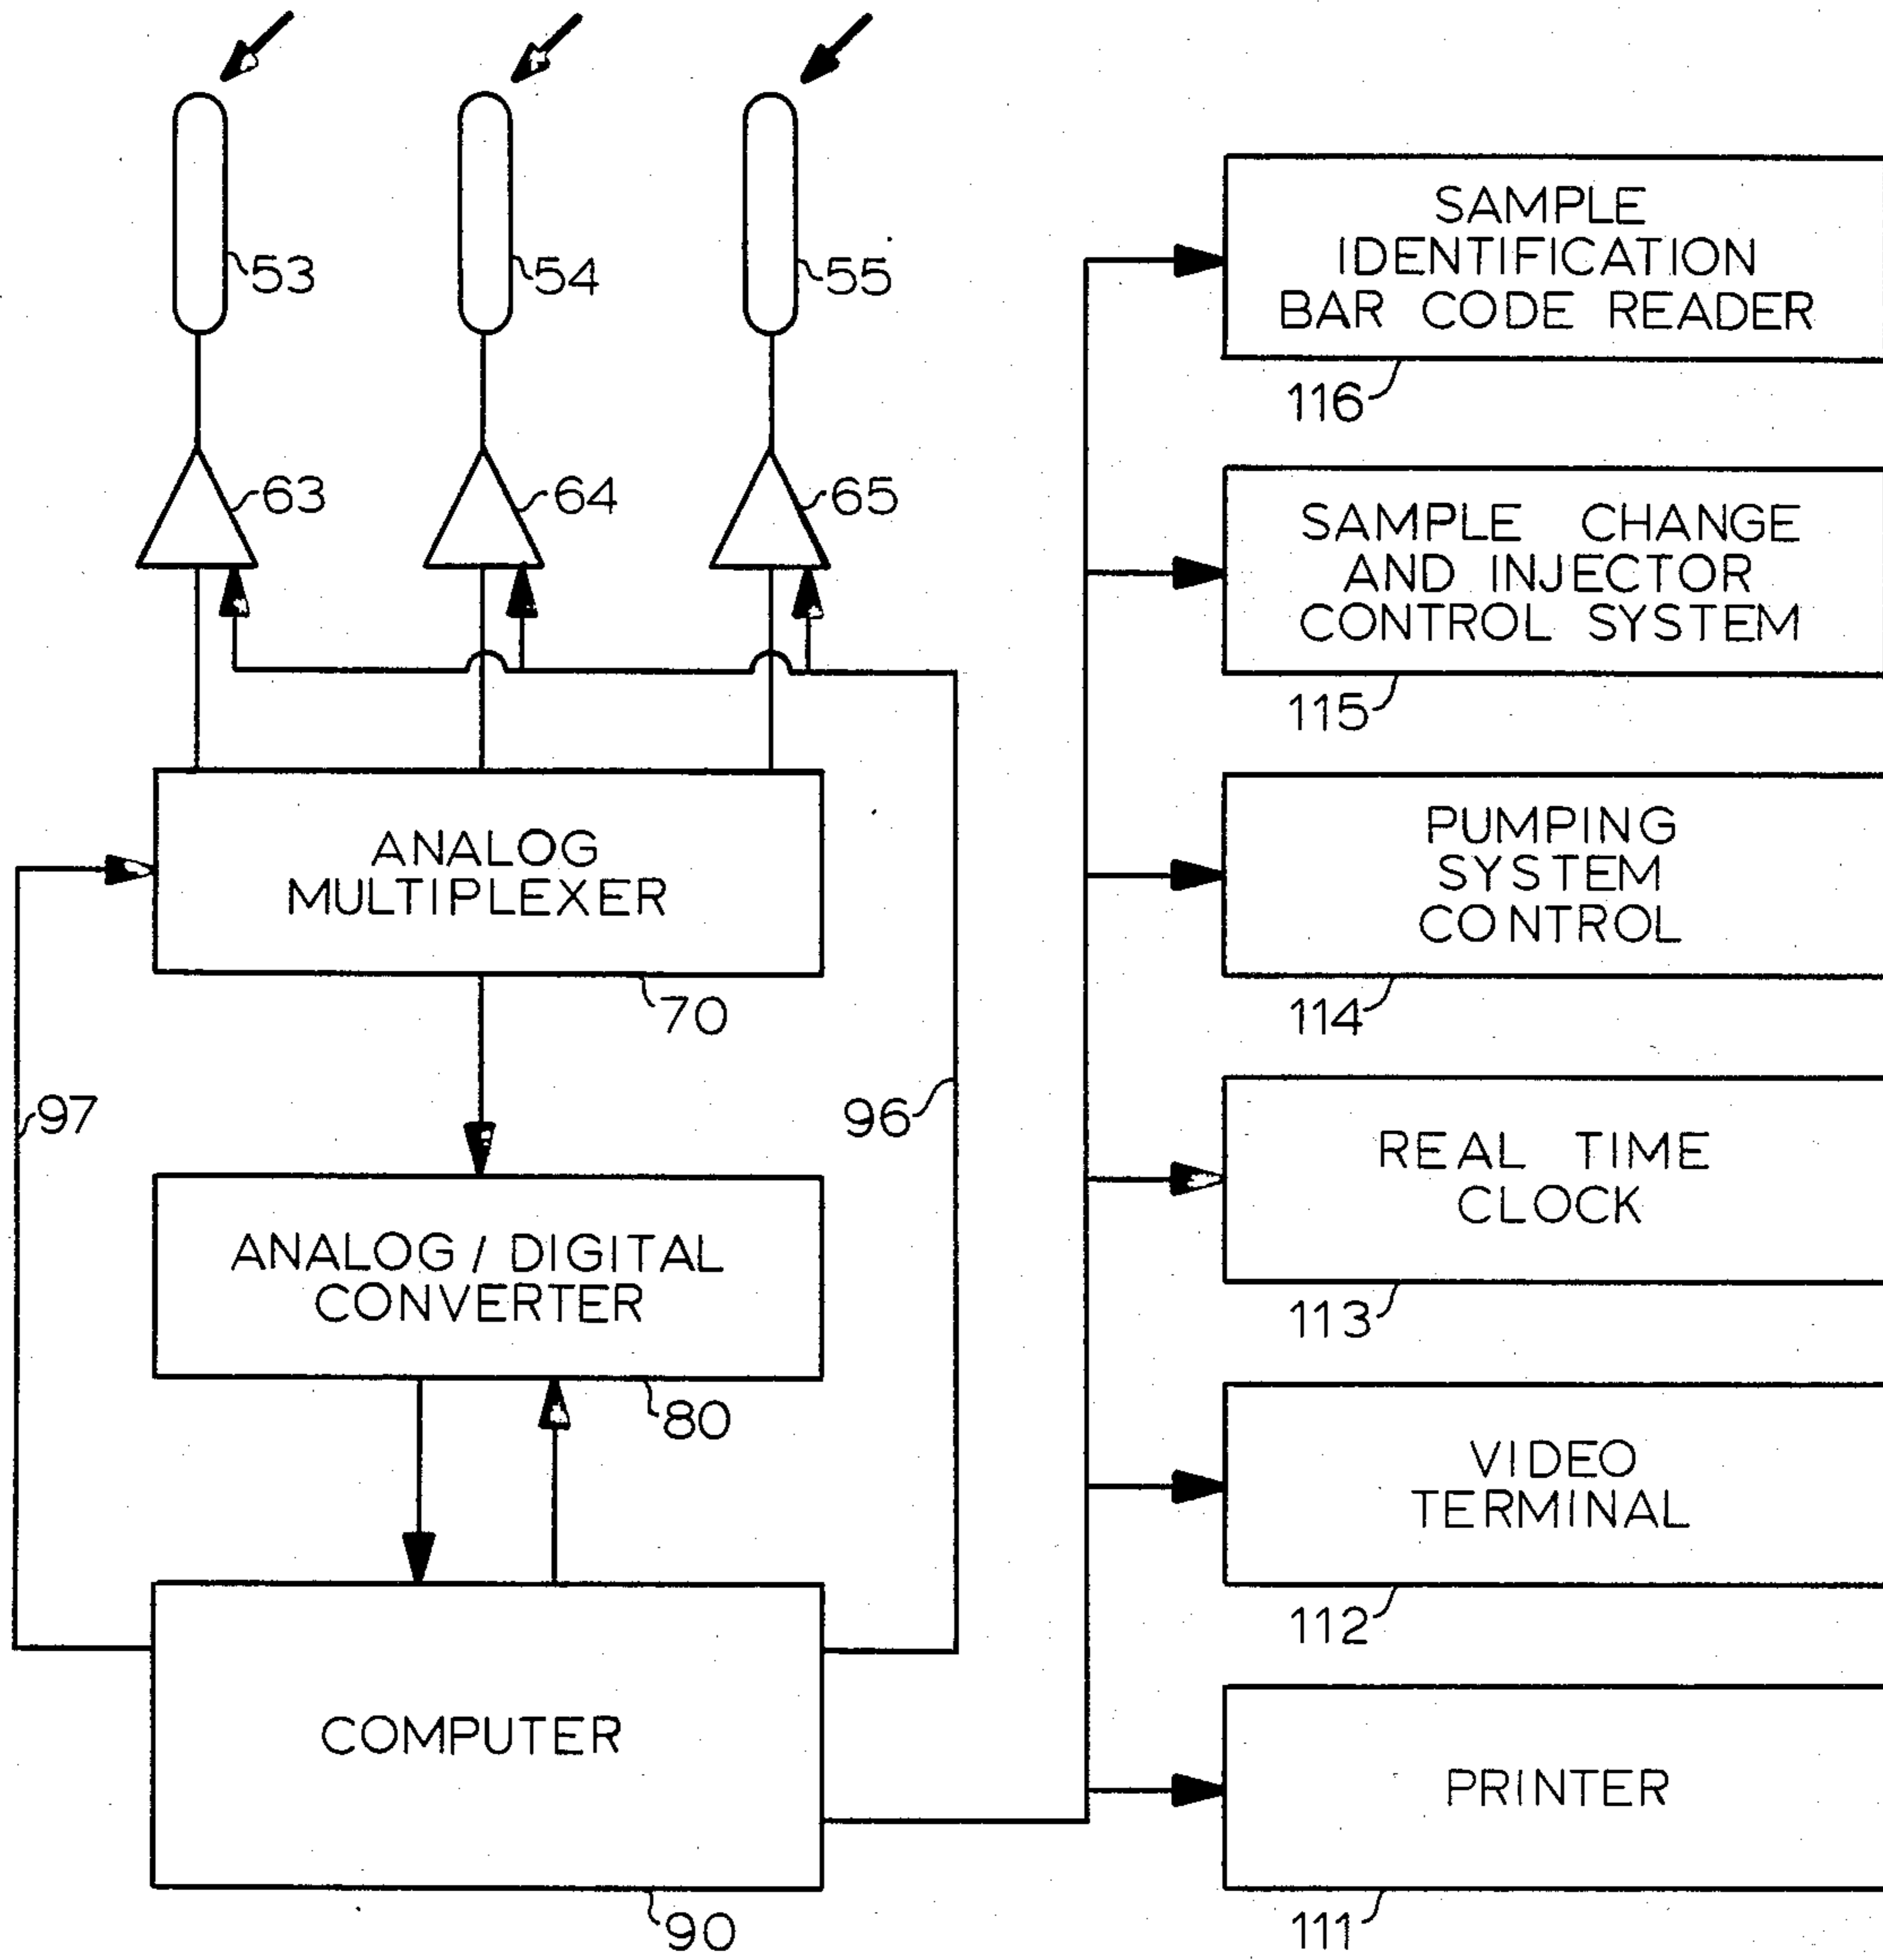 53
54
55
63
64
65
ANALOG
MULTIPLEXER
70
97
96
ANALOG / DIGITAL
CONVERTER
80
COMPUTER
90
SAMPLE
IDENTIFICATION
BAR CODE READER
116
SAMPLE CHANGE
AND INJECTOR
CONTROL SYSTEM
115
PUMPING
SYSTEM
CONTROL
114
REAL TIME
CLOCK
113
VIDEO
TERMINAL
112
PRINTER
111